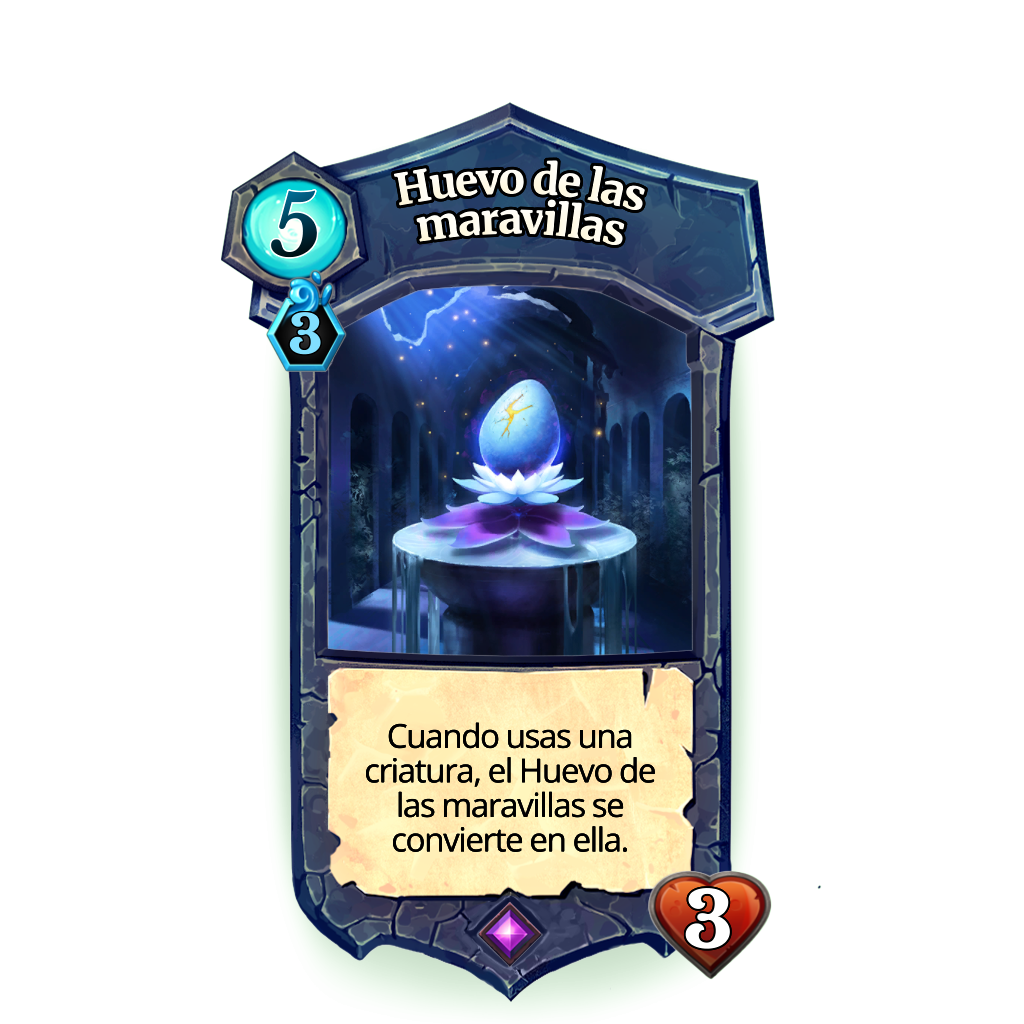 5
Huevo de las
maravillas
3
Cuando usas una
criatura, el Huevo de
las maravillas se
convierte en ella.
3